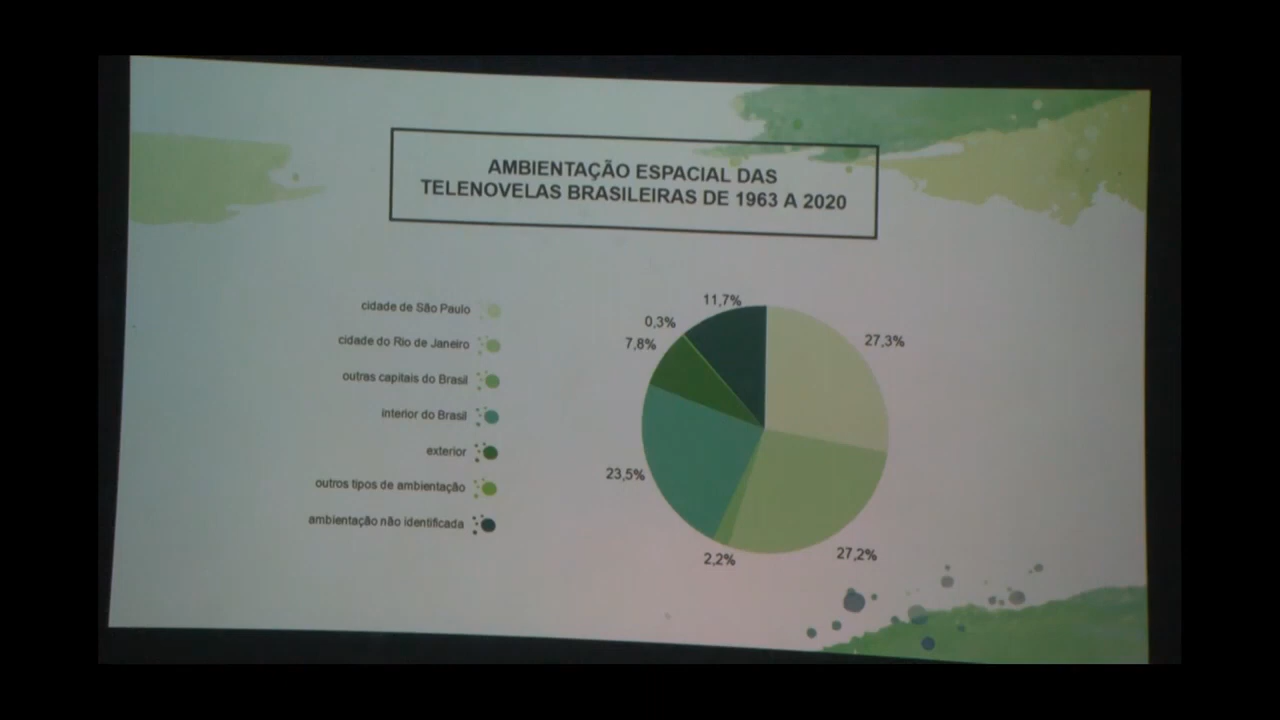 AMBIENTAÇÃO ESPACIAL DAS
TELENOVELAS BRASILEIRAS DE 1963 A 2020
cidade de São Paulo
cidade do Rio de Janeiro
outras capitais do Brasil
interior do Brasil
exterior
outros tipos de ambientação
ambientação não identificada
11,7%
0,3%
7,8%
27,3%
23,5%
2,2%
27,2%